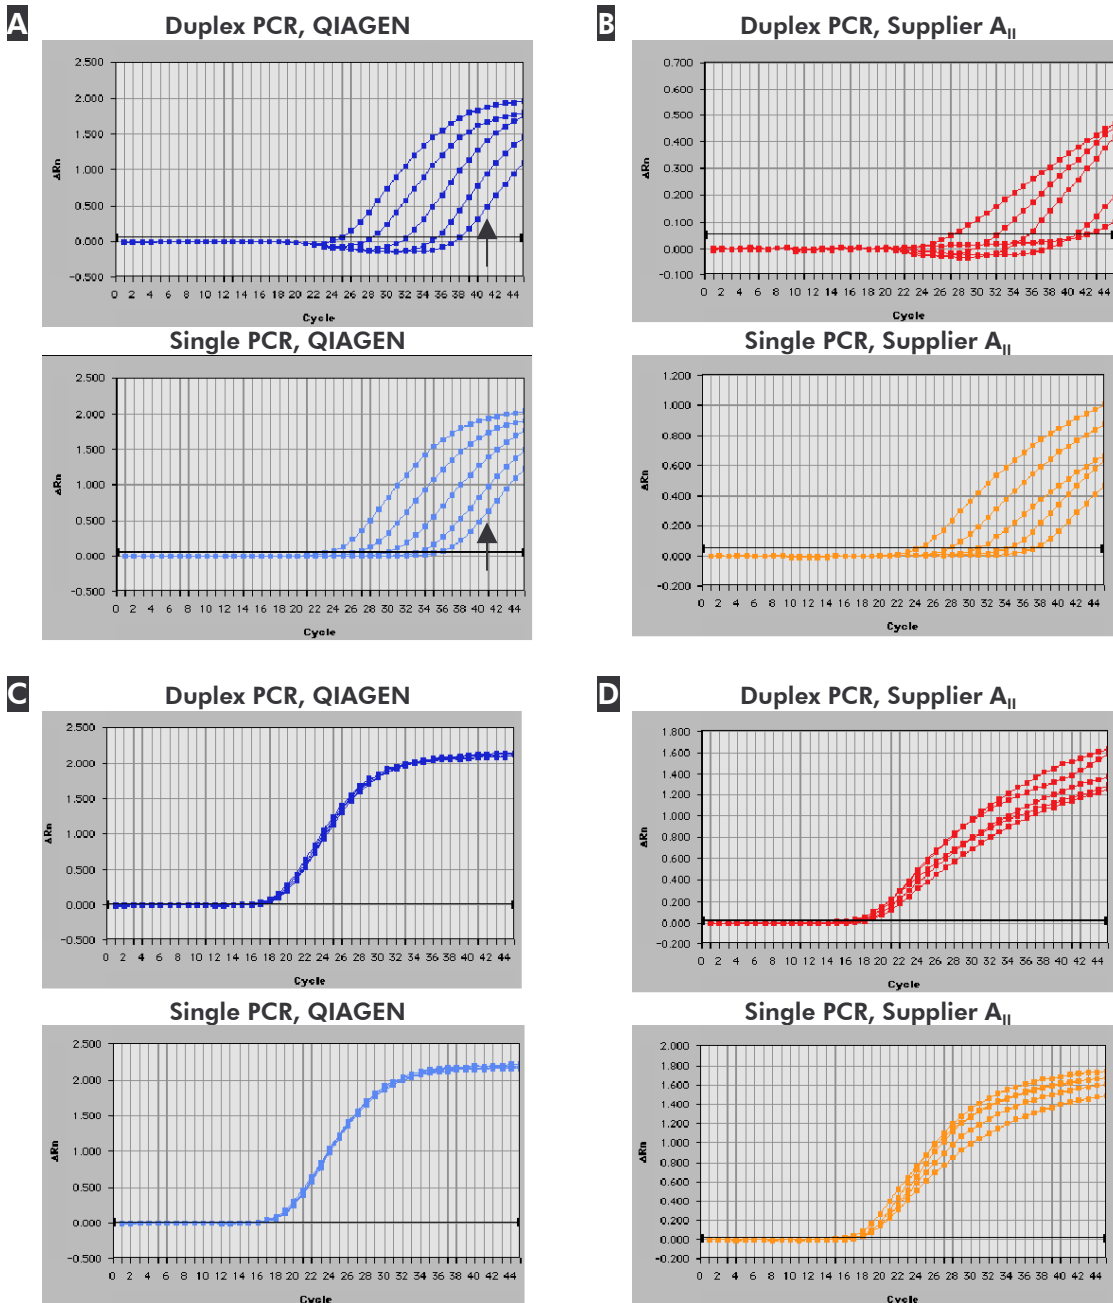 A
Duplex PCR, QIAGEN
2.500
2.000
1.500
1.000
0.500
0.000
-0.500
ΔRn
0 2 4 6 8 10 12 14 16 18 20 22 24 26 28 30 32 34 36 38 40 42 44
Cycle
Single PCR, QIAGEN
2.500
2.000
1.500
1.000
0.500
0.000
-0.500
ΔRn
0 2 4 6 8 10 12 14 16 18 20 22 24 26 28 30 32 34 36 38 40 42 44
Cycle
B
Duplex PCR, Supplier AII
0.700
0.600
0.500
0.400
0.300
0.200
0.100
0.000
-0.100
ΔRn
0 2 4 6 8 10 12 14 16 18 20 22 24 26 28 30 32 34 36 38 40 42 44
Cycle
Single PCR, Supplier AII
1.200
1.000
0.800
0.600
0.400
0.200
0.000
-0.200
ΔRn
0 2 4 6 8 10 12 14 16 18 20 22 24 26 28 30 32 34 36 38 40 42 44
Cycle
C
Duplex PCR, QIAGEN
2.500
2.000
1.500
1.000
0.500
0.000
-0.500
ΔRn
0 2 4 6 8 10 12 14 16 18 20 22 24 26 28 30 32 34 36 38 40 42 44
Cycle
Single PCR, QIAGEN
2.500
2.000
1.500
1.000
0.500
0.000
-0.500
ΔRn
0 2 4 6 8 10 12 14 16 18 20 22 24 26 28 30 32 34 36 38 40 42 44
Cycle
D
Duplex PCR, Supplier AII
1.800
1.600
1.400
1.200
1.000
0.800
0.600
0.400
0.200
0.000
-0.200
ΔRn
0 2 4 6 8 10 12 14 16 18 20 22 24 26 28 30 32 34 36 38 40 42 44
Cycle
Single PCR, Supplier AII
2.000
1.800
1.600
1.400
1.200
1.000
0.800
0.600
0.400
0.200
0.000
-0.200
ΔRn
0 2 4 6 8 10 12 14 16 18 20 22 24 26 28 30 32 34 36 38 40 42 44
Cycle